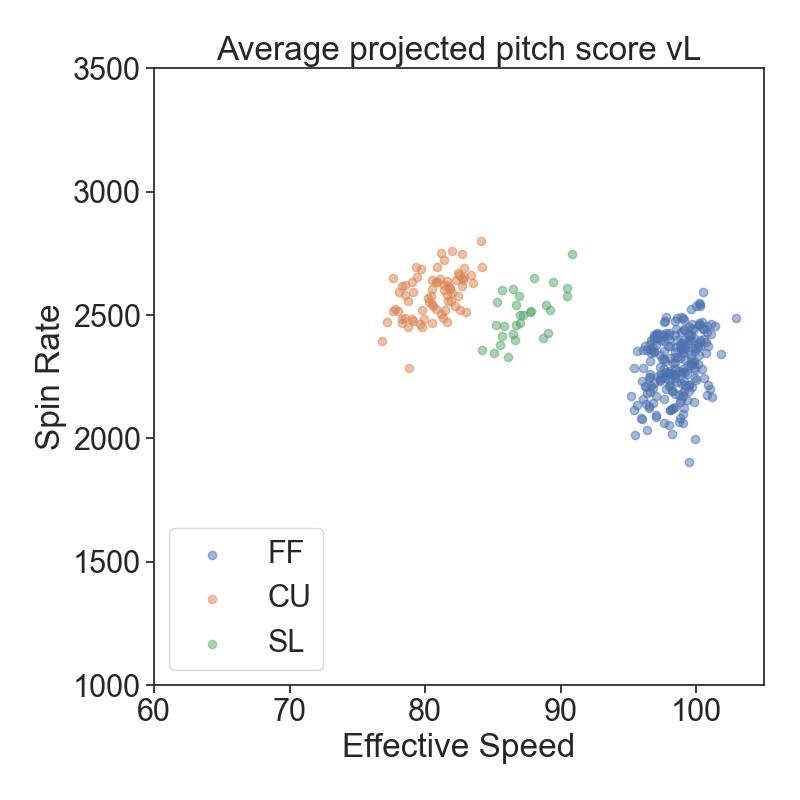 Average projected pitch score vL
3500
3000
2500
2000
1500
1000
Spin Rate
FF
CU
SL
60 70 80 90 100
Effective Speed